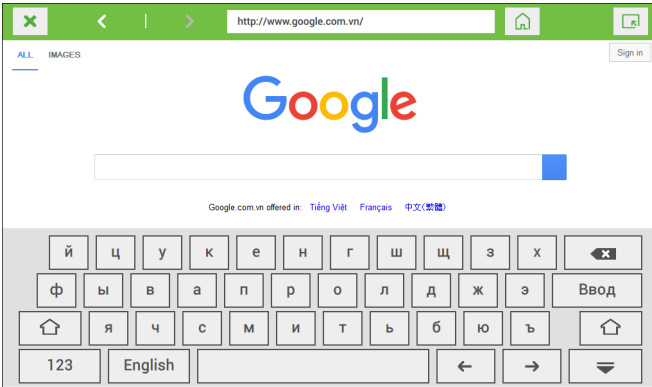 http://www.google.com.vn/
ALL IMAGES Sign in
Google
Google.com.vn offered in: Tiếng Việt Français 中文(繁體)
й ц у к е н г ш щ з х
ф ы в а п р о л д ж э Ввод
я ч с м и т ь б ю ъ
123 English